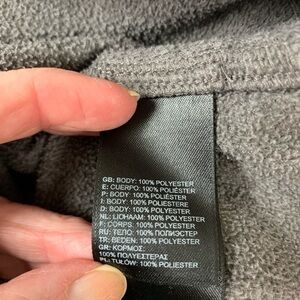 GB: BODY: 100% POLYESTER
E: CUERPO: 100% POLIÉSTER
P: BODY: 100% POLIÉSTER
I: BODY: 100% POLIESTERE
D: BODY: 100% POLYESTER
NL: LICHAAM: 100% POLYESTER
F: CORPS: 100% POLYESTER
RU: ТЕЛО: 100% ПОЛИЭСТЕР
TR: BEDEN: 100% POLYESTER
GR: ΚΟΡΜΟΣ:
100% ΠΟΛΥΕΣΤΕΡΑΣ
PL: TUŁÓW: 100% POLYESTER